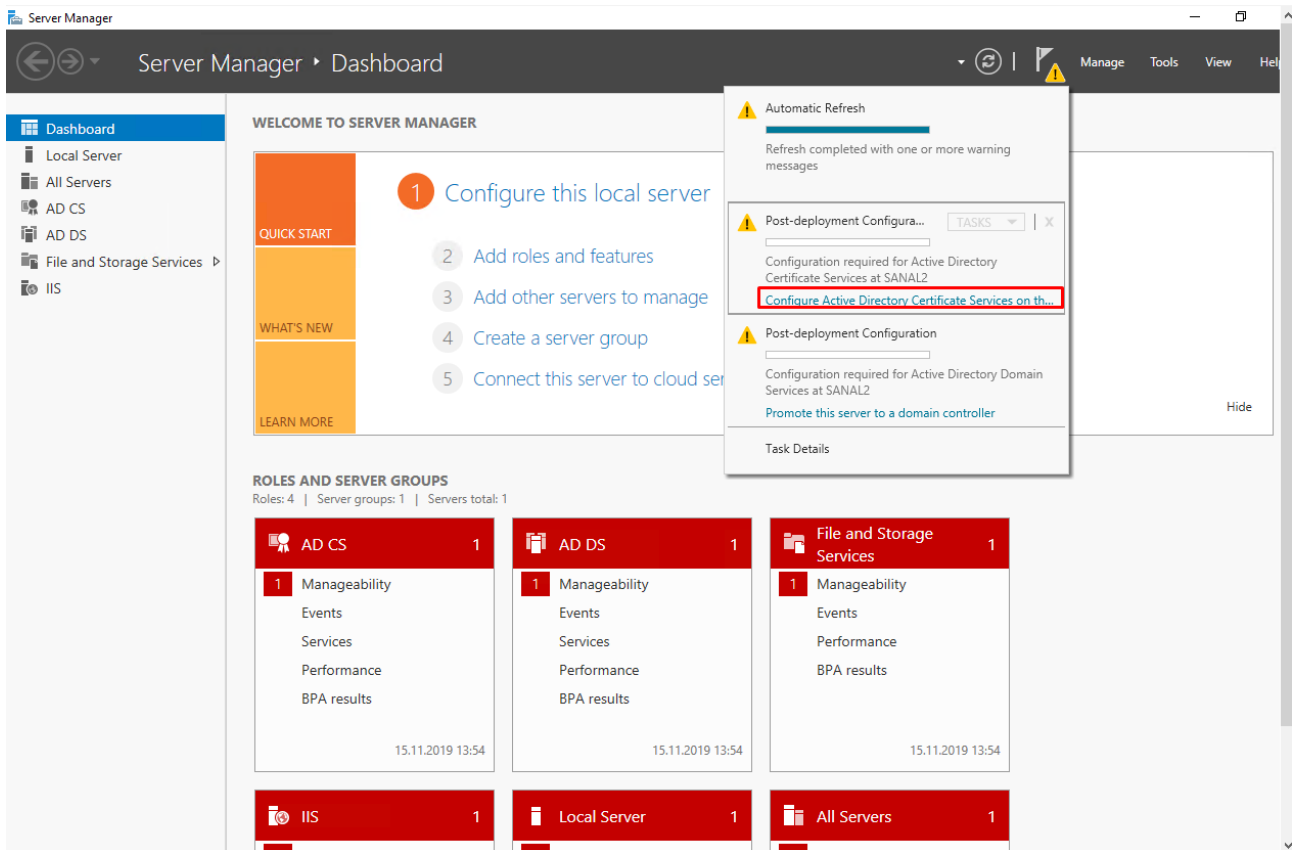 Server Manager
Server Manager • Dashboard
Manage
Tools
View
Hel
Dashboard
Local Server
All Servers
AD CS
AD DS
File and Storage Services
IIS
WELCOME TO SERVER MANAGER
QUICK START
WHAT'S NEW
LEARN MORE
1 Configure this local server
2 Add roles and features
3 Add other servers to manage
4 Create a server group
5 Connect this server to cloud ser
Hide
Automatic Refresh
Refresh completed with one or more warning
messages
Post-deployment Configura... TASKS X
Configuration required for Active Directory
Certificate Services at SANAL2
Configure Active Directory Certificate Services on th...
Post-deployment Configuration
Configuration required for Active Directory Domain
Services at SANAL2
Promote this server to a domain controller
Task Details
ROLES AND SERVER GROUPS
Roles: 4 | Server groups: 1 | Servers total: 1
AD CS 1
1 Manageability
Events
Services
Performance
BPA results
15.11.2019 13:54
AD DS 1
1 Manageability
Events
Services
Performance
BPA results
15.11.2019 13:54
File and Storage
Services 1
1 Manageability
Events
Performance
BPA results
15.11.2019 13:54
IIS 1
Local Server 1
All Servers 1